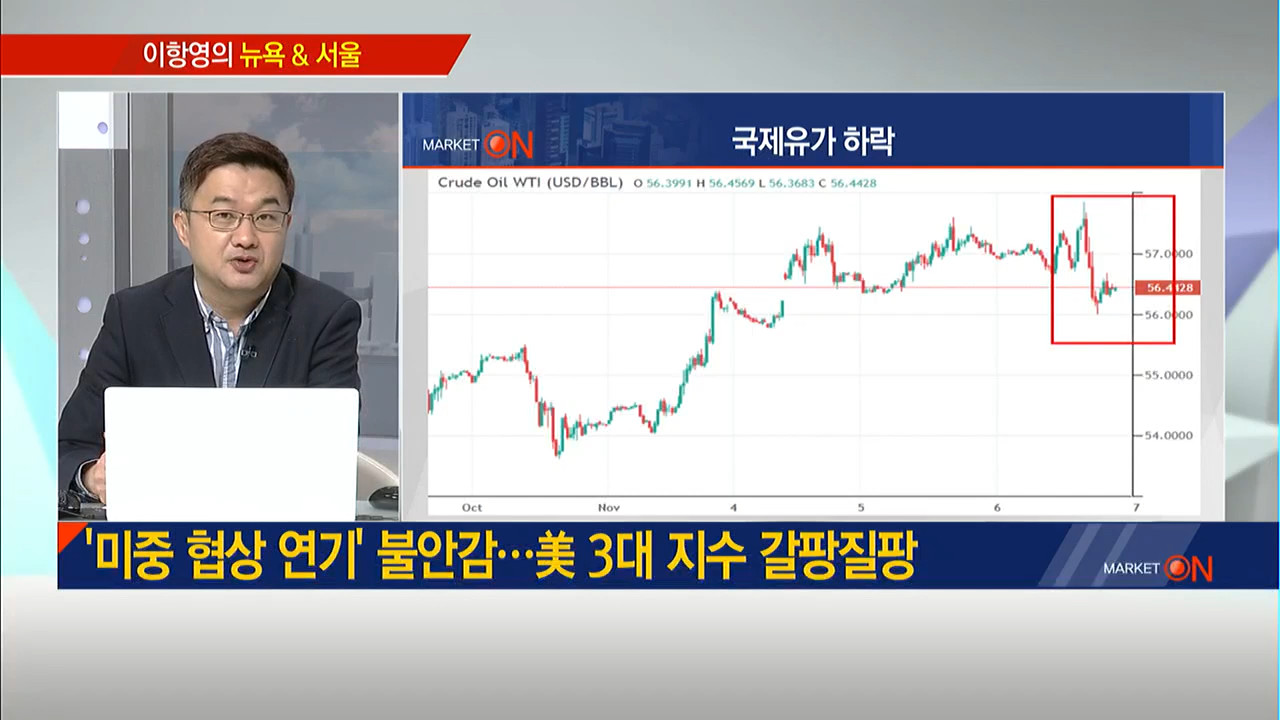 이항영의 뉴욕 & 서울
MARKET ON
국제유가 하락
Crude Oil WTI (USD/BBL) O 56.3991 H 56.4569 L 56.3683 C 56.4428
57.0000
56.4428
56.0000
55.0000
54.0000
Oct Nov 4 5 6 7
'미중 협상 연기' 불안감…美 3대 지수 갈팡질팡
MARKET ON